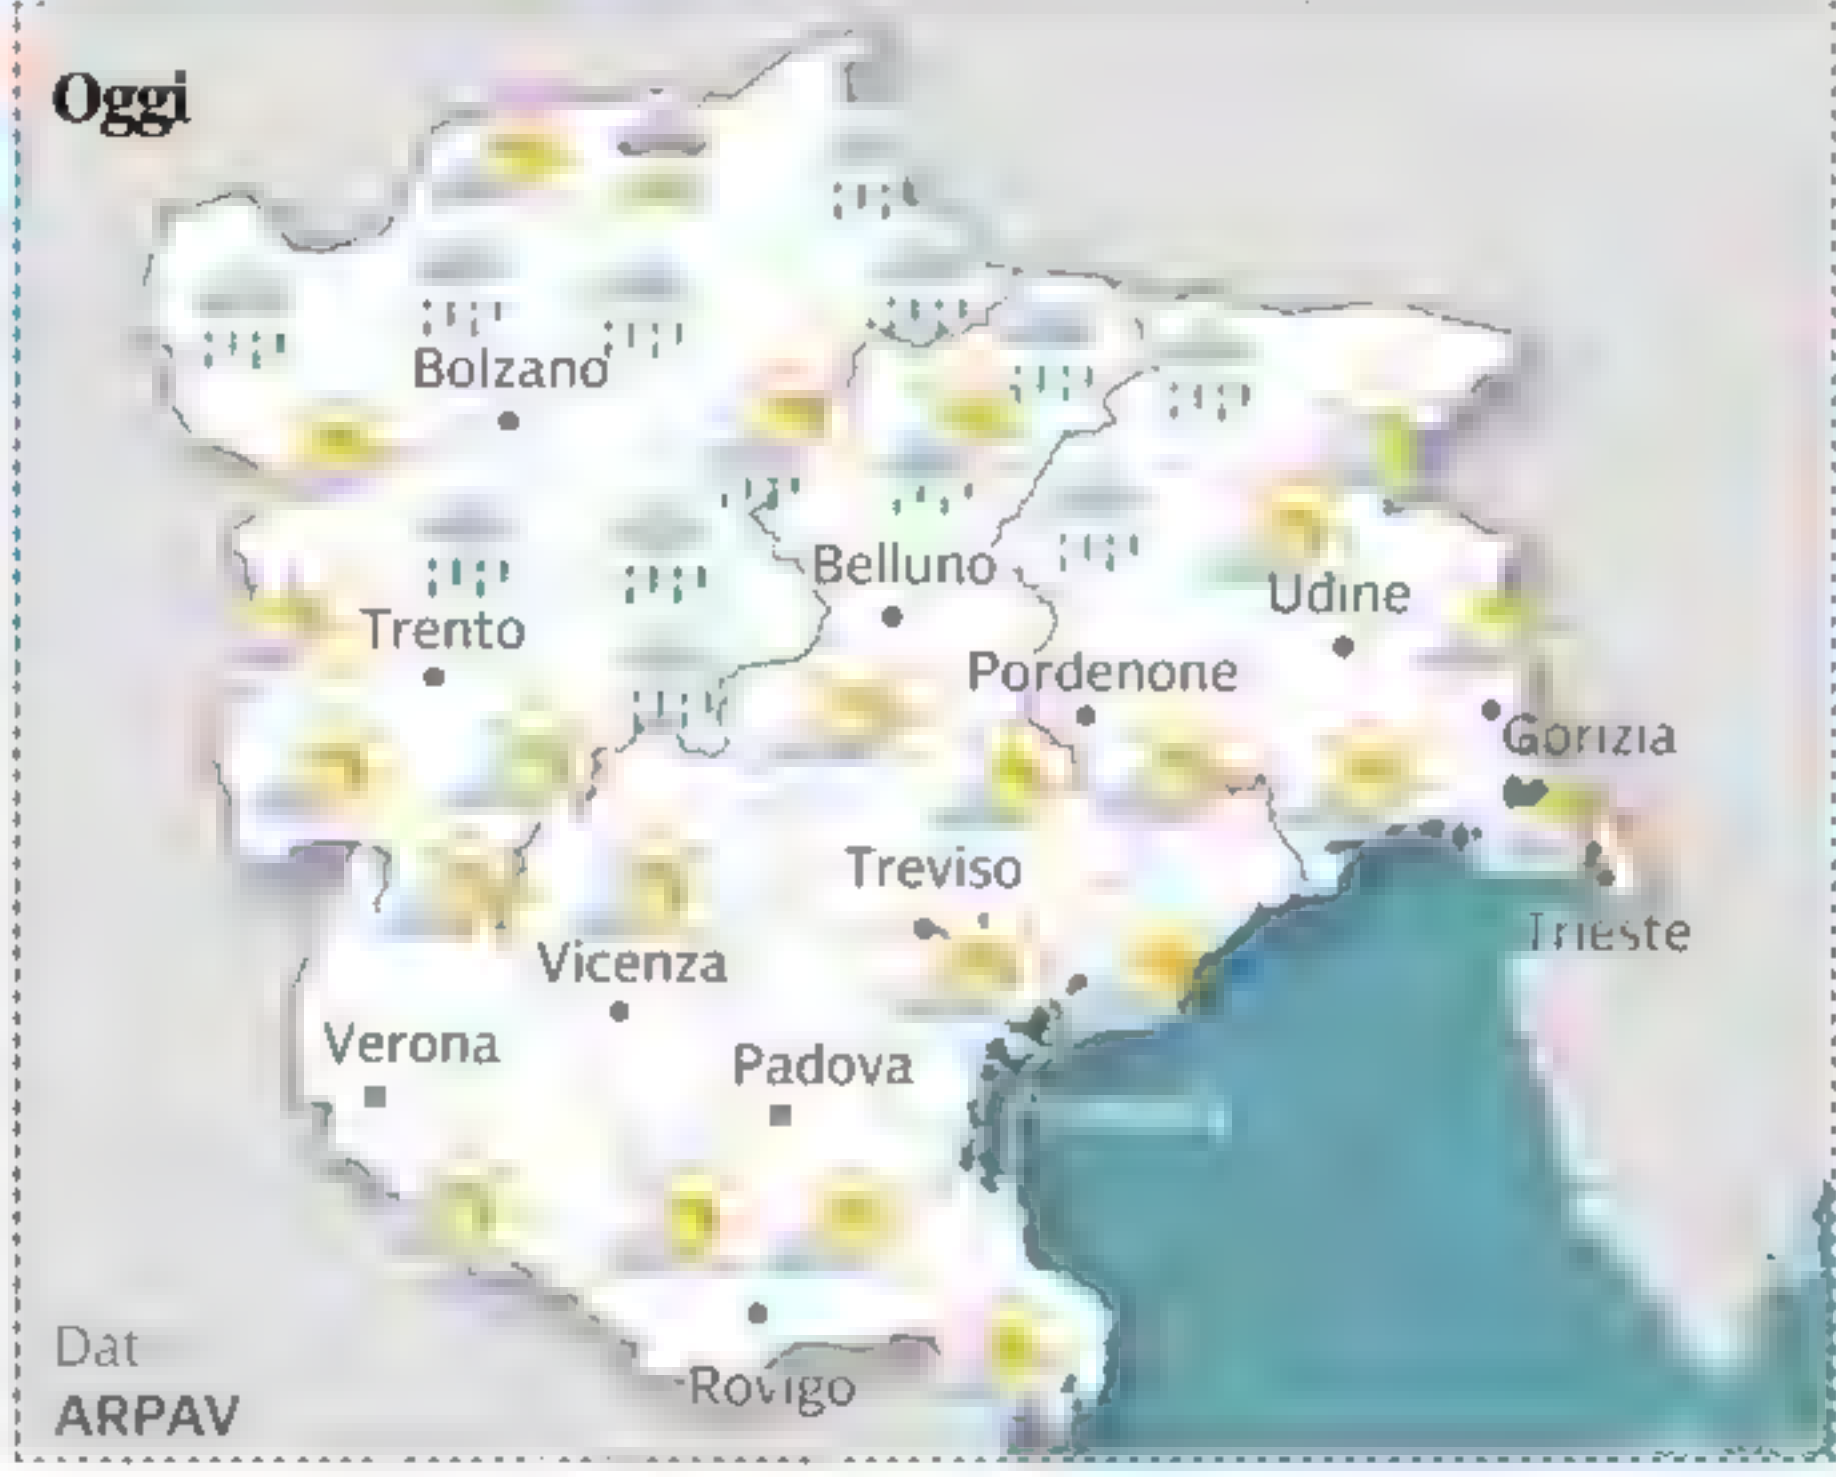 Oggi
Bolzano
Belluno
Udine
Trento
Pordenone
Gorizia
Treviso
Trieste
Vicenza
Verona
Padova
Dat
ARPAV
Rovigo